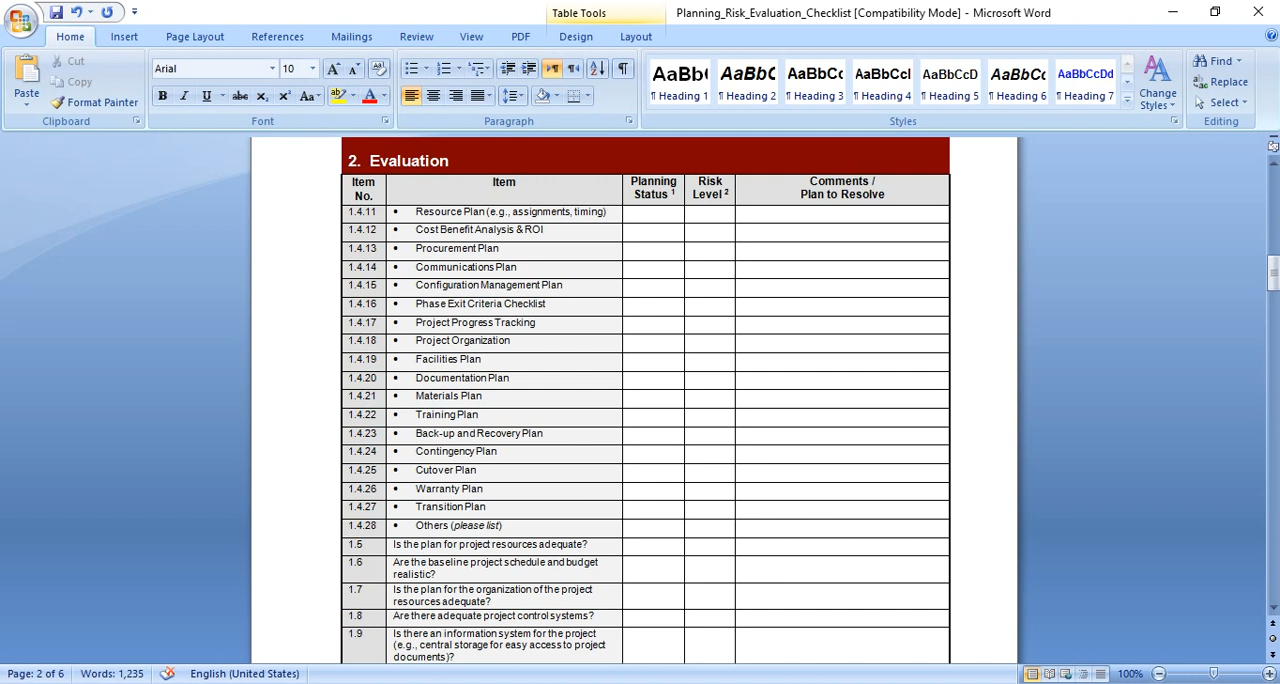 Table Tools
Planning_Risk_Evaluation_Checklist [Compatibility Mode] - Microsoft Word
Home
Insert
Page Layout
References
Mailings
Review
View
PDF
Design
Layout
Paste
Cut
Copy
Format Painter
Clipboard
Arial
10
Font
Paragraph
AaBb( AaBbC AaBbCc AaBbCcI AaBbCcD AaBbCc AaBbCcDd
¶ Heading 1 ¶ Heading 2 ¶ Heading 3 ¶ Heading 4 ¶ Heading 5 ¶ Heading 6 ¶ Heading 7
Change
Styles
Styles
Find
Replace
Select
Editing
2. Evaluation
Item No. Item Planning Status 1 Risk Level 2 Comments / Plan to Resolve
1.4.11 • Resource Plan (e.g., assignments, timing)
1.4.12 • Cost Benefit Analysis & ROI
1.4.13 • Procurement Plan
1.4.14 • Communications Plan
1.4.15 • Configuration Management Plan
1.4.16 • Phase Exit Criteria Checklist
1.4.17 • Project Progress Tracking
1.4.18 • Project Organization
1.4.19 • Facilities Plan
1.4.20 • Documentation Plan
1.4.21 • Materials Plan
1.4.22 • Training Plan
1.4.23 • Back-up and Recovery Plan
1.4.24 • Contingency Plan
1.4.25 • Cutover Plan
1.4.26 • Warranty Plan
1.4.27 • Transition Plan
1.4.28 • Others (please list)
1.5 Is the plan for project resources adequate?
1.6 Are the baseline project schedule and budget
realistic?
1.7 Is the plan for the organization of the project
resources adequate?
1.8 Are there adequate project control systems?
1.9 Is there an information system for the project
(e.g., central storage for easy access to project
documents)?
Page: 2 of 6
Words: 1,235
English (United States)
100%